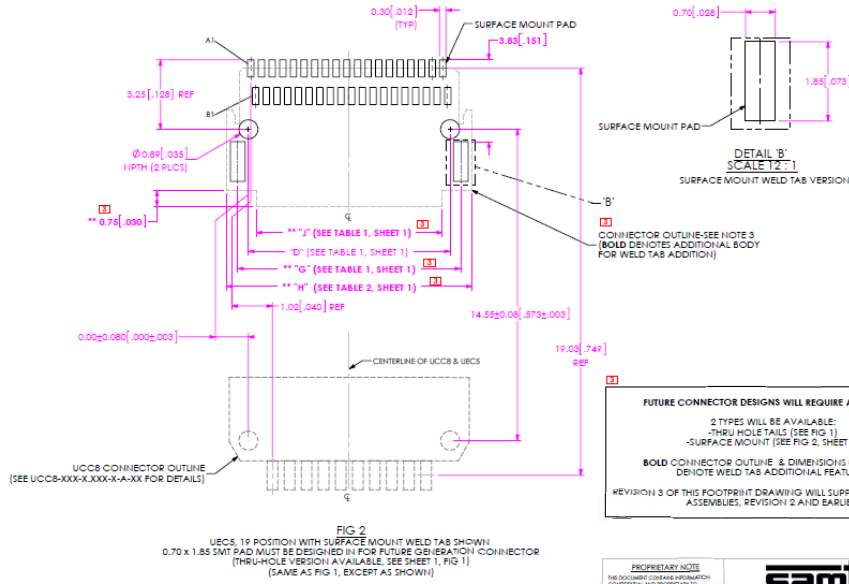 0.30[.012]
(TYP)
SURFACE MOUNT PAD
0.70[.028]
A1
3.83[.151]
3.25[.128] REF
1.85[.073]
B1
SURFACE MOUNT PAD
Ø0.89[.035]
NPTH (2 PLCS)
DETAIL 'B'
SCALE 12 : 1
SURFACE MOUNT WELD TAB VERSION
3
** 0.75[.030]
'B'
3
CONNECTOR OUTLINE-SEE NOTE 3
(BOLD DENOTES ADDITIONAL BODY
FOR WELD TAB ADDITION)
** "J" (SEE TABLE 1, SHEET 1) 3
"D" (SEE TABLE 1, SHEET 1)
** "G" (SEE TABLE 1, SHEET 1) 3
** "H" (SEE TABLE 2, SHEET 1) 3
1.02[.040] REF
14.55±0.08[.573±.003]
0.00±0.080[.000±.003]
19.03[.749]
REF
CENTERLINE OF UCC8 & UEC5
3
FUTURE CONNECTOR DESIGNS WILL REQUIRE A
2 TYPES WILL BE AVAILABLE:
-THRU HOLE TAILS (SEE FIG 1)
-SURFACE MOUNT (SEE FIG 2, SHEET
BOLD CONNECTOR OUTLINE & DIMENSIONS
DENOTE WELD TAB ADDITIONAL FEATU
REVISION 3 OF THIS FOOTPRINT DRAWING WILL SUPP
ASSEMBLIES, REVISION 2 AND EARLIE
UCC8 CONNECTOR OUTLINE
(SEE UCC8-XXX-X.XXX-X-A-XX FOR DETAILS)
FIG 2
UEC5, 19 POSITION WITH SURFACE MOUNT WELD TAB SHOWN
0.70 x 1.85 SMT PAD MUST BE DESIGNED IN FOR FUTURE GENERATION CONNECTOR
(THRU-HOLE VERSION AVAILABLE, SEE SHEET 1, FIG 1)
(SAME AS FIG 1, EXCEPT AS SHOWN)
PROPRIETARY NOTE
THIS DOCUMENT CONTAINS INFORMATION